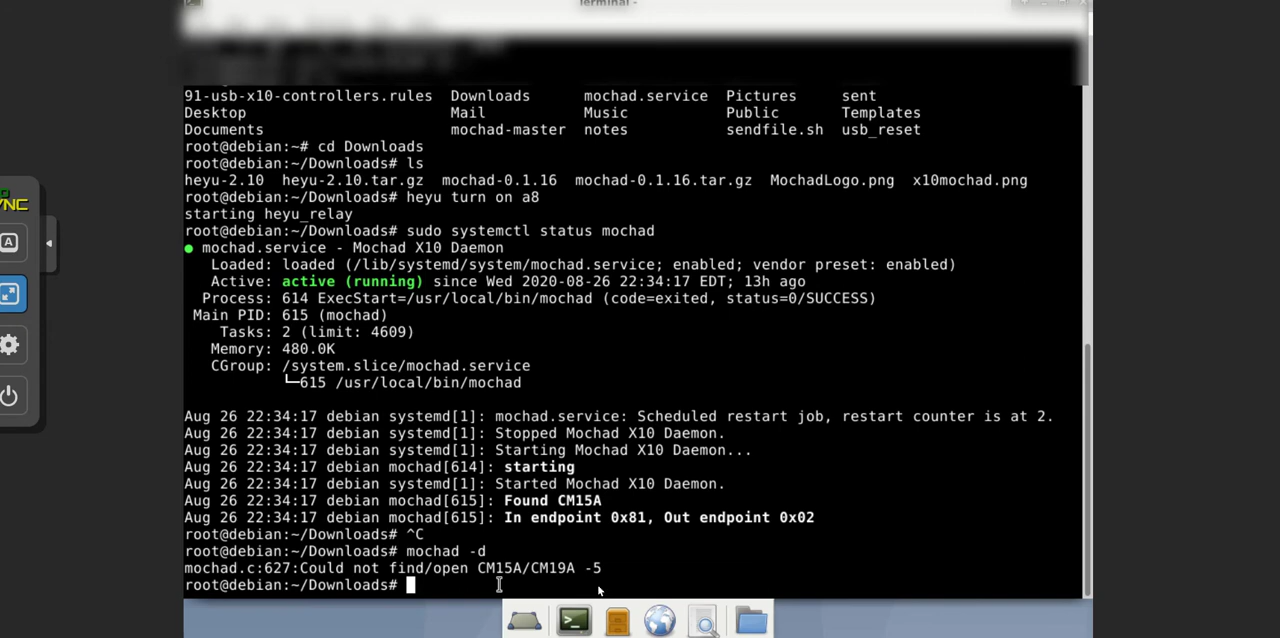 Terminal -
91-usb-x10-controllers.rules  Downloads      mochad.service  Pictures     sent
Desktop                       Mail           Music           Public       Templates
Documents                     mochad-master  notes           sendfile.sh  usb_reset
root@debian:~# cd Downloads
root@debian:~/Downloads# ls
heyu-2.10  heyu-2.10.tar.gz  mochad-0.1.16  mochad-0.1.16.tar.gz  MochadLogo.png  x10mochad.png
root@debian:~/Downloads# heyu turn on a8
starting heyu_relay
root@debian:~/Downloads# sudo systemctl status mochad
● mochad.service - Mochad X10 Daemon
   Loaded: loaded (/lib/systemd/system/mochad.service; enabled; vendor preset: enabled)
   Active: active (running) since Wed 2020-08-26 22:34:17 EDT; 13h ago
  Process: 614 ExecStart=/usr/local/bin/mochad (code=exited, status=0/SUCCESS)
 Main PID: 615 (mochad)
    Tasks: 2 (limit: 4609)
   Memory: 480.0K
   CGroup: /system.slice/mochad.service
           └─615 /usr/local/bin/mochad
Aug 26 22:34:17 debian systemd[1]: mochad.service: Scheduled restart job, restart counter is at 2.
Aug 26 22:34:17 debian systemd[1]: Stopped Mochad X10 Daemon.
Aug 26 22:34:17 debian systemd[1]: Starting Mochad X10 Daemon...
Aug 26 22:34:17 debian mochad[614]: starting
Aug 26 22:34:17 debian systemd[1]: Started Mochad X10 Daemon.
Aug 26 22:34:17 debian mochad[615]: Found CM15A
Aug 26 22:34:17 debian mochad[615]: In endpoint 0x81, Out endpoint 0x02
root@debian:~/Downloads# ^C
root@debian:~/Downloads# mochad -d
mochad.c:627:Could not find/open CM15A/CM19A -5
root@debian:~/Downloads#
NC
A
>_